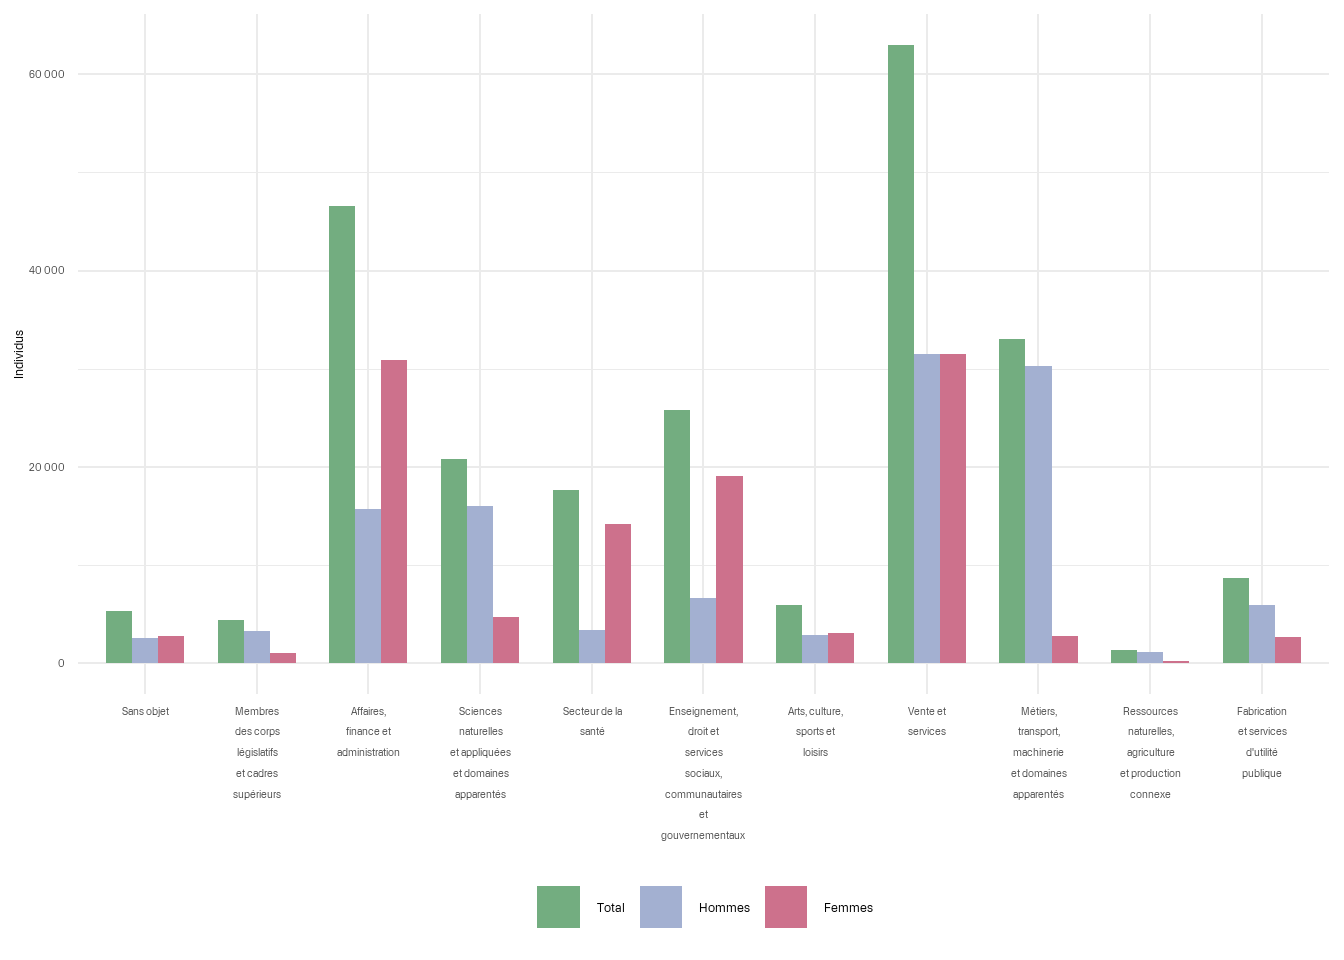 60 000
40 000
20 000
0
Individus
Sans objet
Membres
des corps
législatifs
et cadres
supérieurs
Affaires,
finance et
administration
Sciences
naturelles
et appliquées
et domaines
apparentés
Secteur de la
santé
Enseignement,
droit et
services
sociaux,
communautaires
et
gouvernementaux
Arts, culture,
sports et
loisirs
Vente et
services
Métiers,
transport,
machinerie
et domaines
apparentés
Ressources
naturelles,
agriculture
et production
connexe
Fabrication
et services
d'utilité
publique
Total
Hommes
Femmes